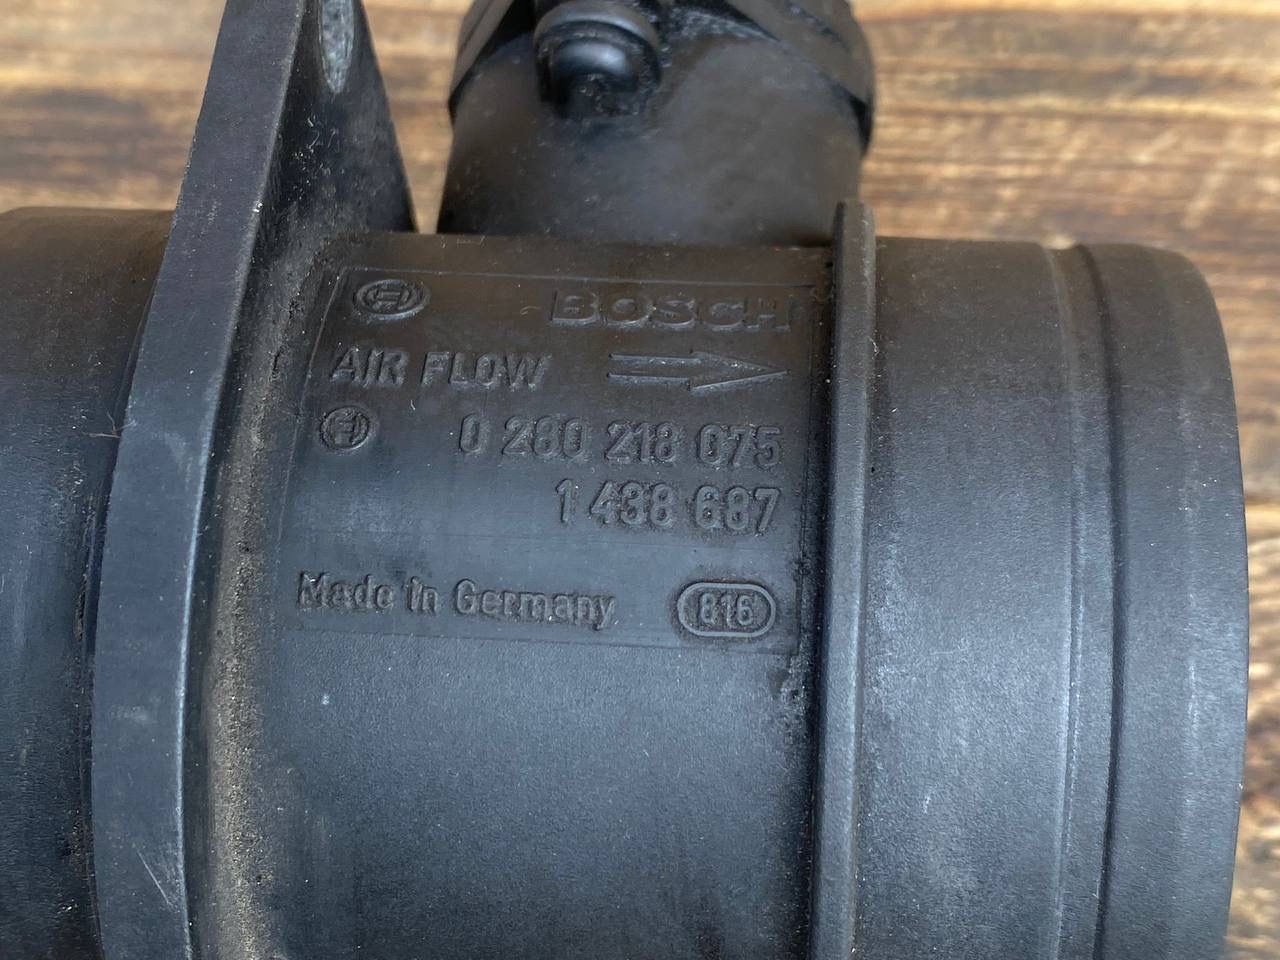 BOSCH
AIR FLOW
0 280 218 075
1 438 687
Made in Germany 816